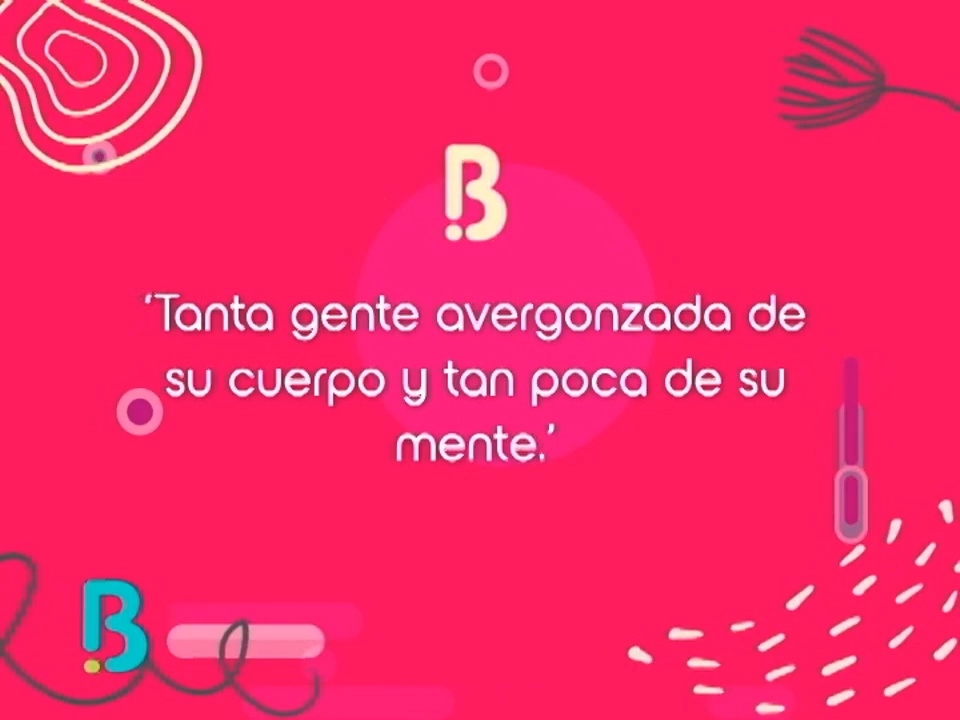 B
‘Tanta gente avergonzada de
su cuerpo y tan poca de su
mente.’
B